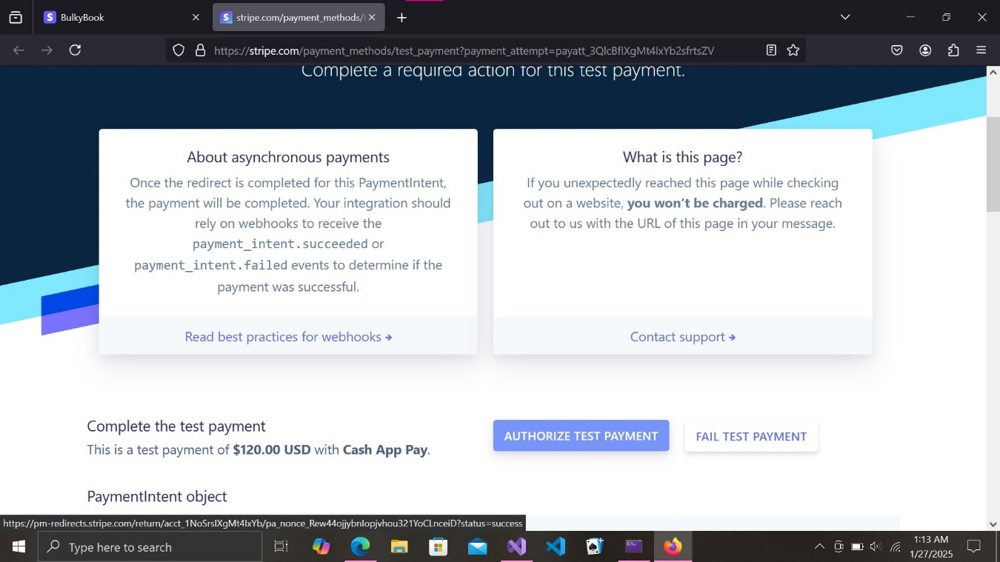 BulkyBook
stripe.com/payment_methods/t
https://stripe.com/payment_methods/test_payment?payment_attempt=payatt_3QlcBfIXgMt4lxYb2sfrtsZV
Complete a required action for this test payment.
About asynchronous payments
Once the redirect is completed for this PaymentIntent,
the payment will be completed. Your integration should
rely on webhooks to receive the
payment_intent.succeeded or
payment_intent.failed events to determine if the
payment was successful.
Read best practices for webhooks →
What is this page?
If you unexpectedly reached this page while checking
out on a website, you won't be charged. Please reach
out to us with the URL of this page in your message.
Contact support →
Complete the test payment
This is a test payment of $120.00 USD with Cash App Pay.
AUTHORIZE TEST PAYMENT
FAIL TEST PAYMENT
PaymentIntent object
https://pm-redirects.stripe.com/return/acct_1NoSrsIXgMt4lxYb/pa_nonce_Rew44ojjybnlopjvhou321YoCLnceiD?status=success
Type here to search
1:13 AM
1/27/2025